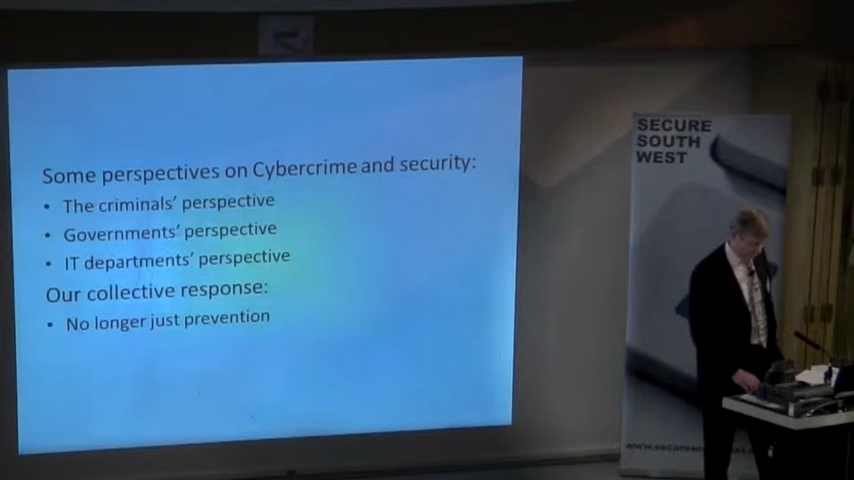 Some perspectives on Cybercrime and security:
• The criminals' perspective
• Governments' perspective
• IT departments' perspective
Our collective response:
• No longer just prevention
SECURE
SOUTH
WEST